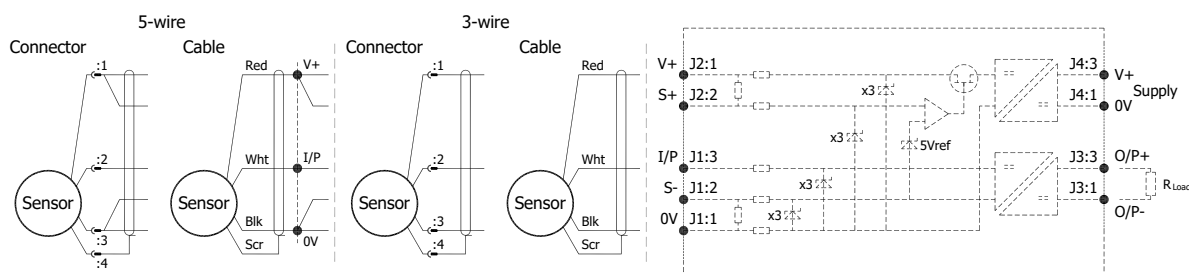 5-wire
Connector
Cable
:1
:2
:3
:4
Sensor
Red
Wht
Blk
Scr
Sensor
V+
I/P
0V
3-wire
Connector
Cable
:1
:2
:3
:4
Sensor
Red
Wht
Blk
Scr
Sensor
V+ J2:1
S+ J2:2
I/P J1:3
S- J1:2
0V J1:1
x3
x3
x3
x3
5Vref
J4:3 V+
Supply
J4:1 0V
J3:3 O/P+
J3:1 O/P-
R Load